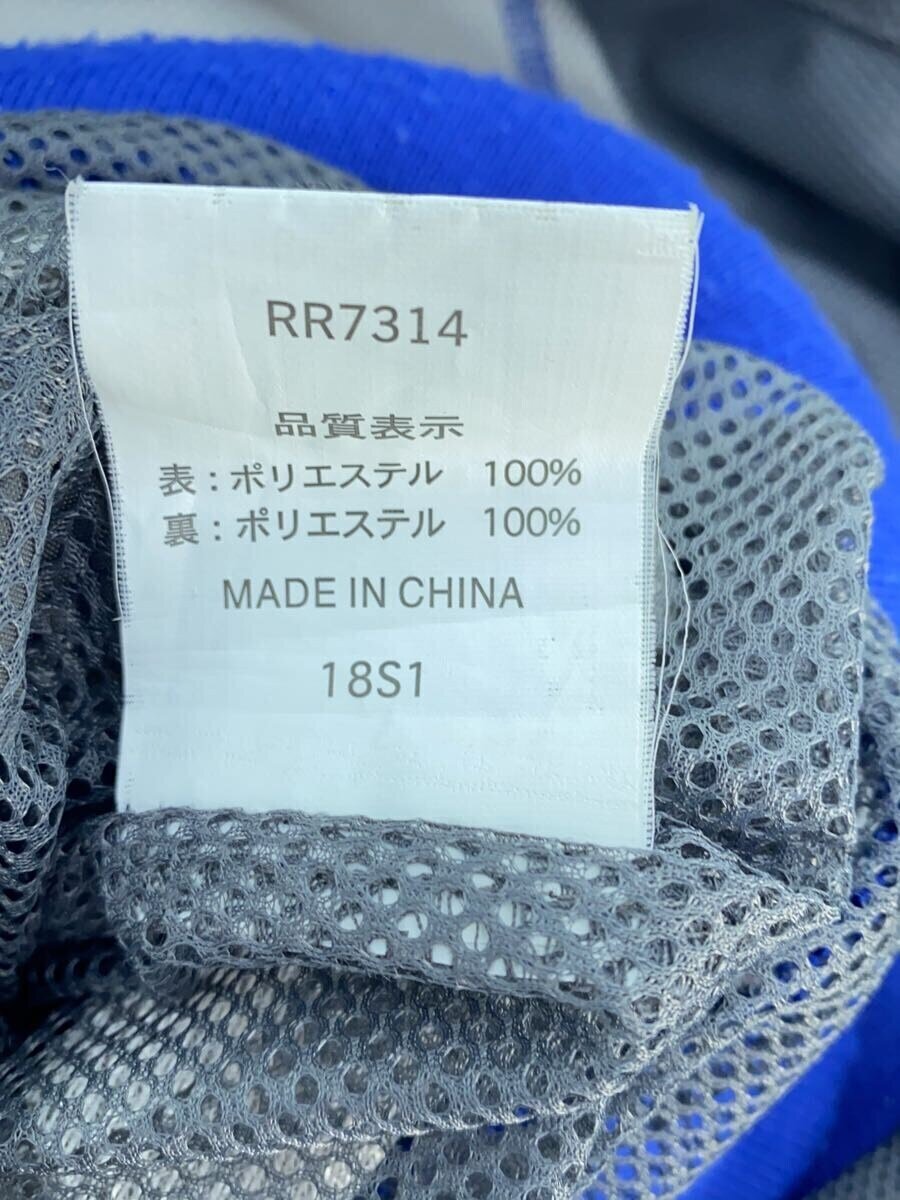 RR7314
品質表示
表：ポリエステル　100%
裏：ポリエステル　100%
MADE IN CHINA
18S1